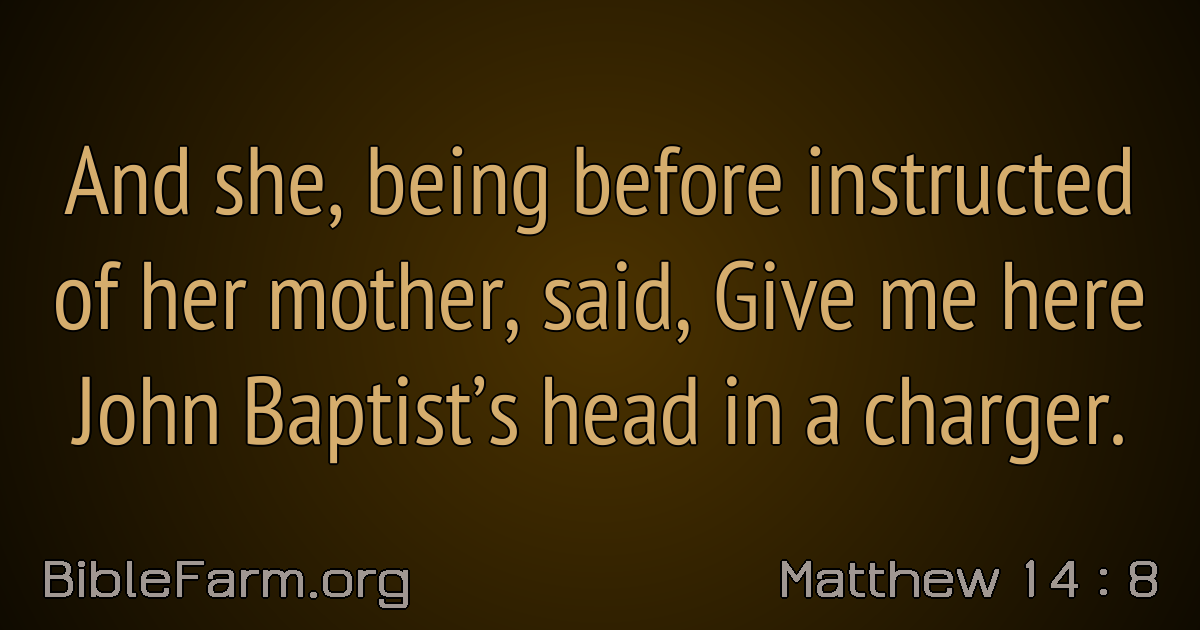 And she, being before instructed
of her mother, said, Give me here
John Baptist’s head in a charger.
BibleFarm.org
Matthew 14 : 8